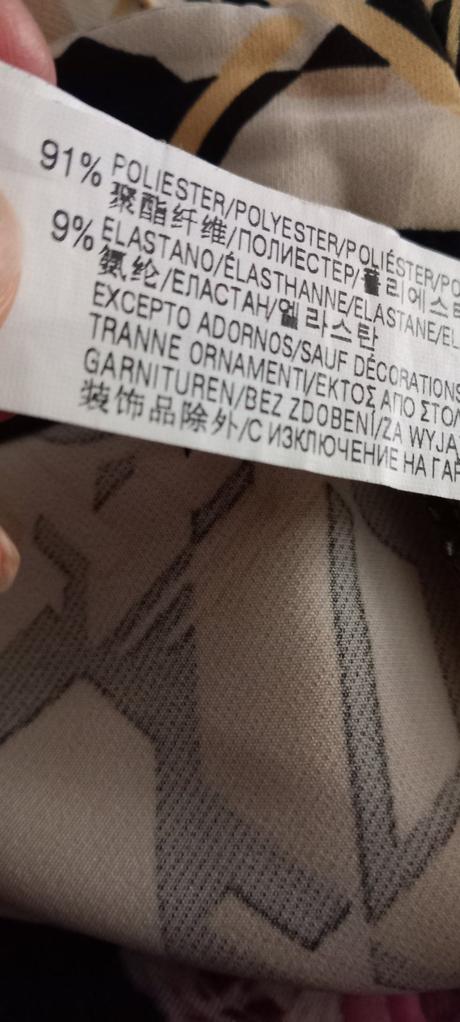 91% POLIESTER/POLYESTER/POLIÉSTER/PO
聚酯纤维/ПОЛИЕСТЕР/폴리에스테
9% ELASTANO/ÉLASTHANNE/ELASTANE/EL
氨纶/ЕЛАСТАН/엘라스탄
EXCEPTO ADORNOS/SAUF DÉCORATIONS
TRANNE ORNAMENTI/ΕΚΤΟΣ ΑΠΟ ΣΤΟΛ
GARNITUREN/BEZ ZDOBENÍ/ZA WYJĄ
装饰品除外/С ИЗКЛЮЧЕНИЕ НА ГАР